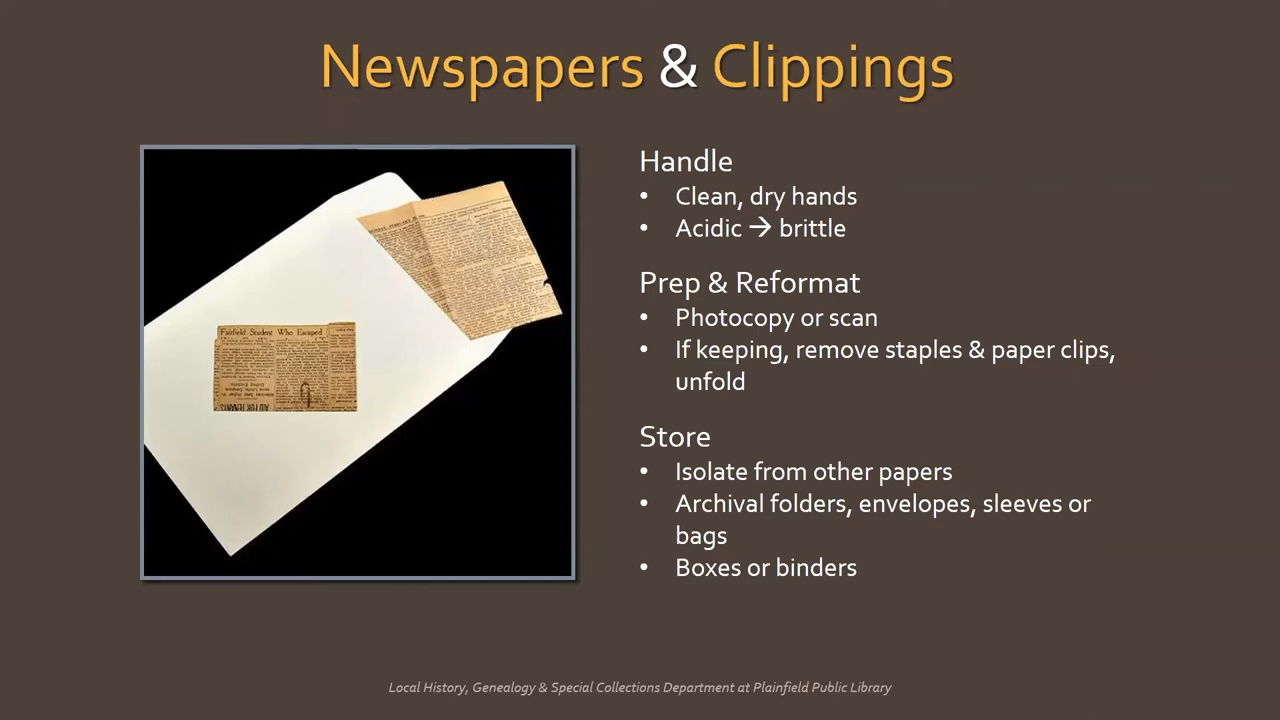 Newspapers & Clippings
Fairfield Student Who Escaped
Handle
• Clean, dry hands
• Acidic → brittle
Prep & Reformat
• Photocopy or scan
• If keeping, remove staples & paper clips,
unfold
Store
• Isolate from other papers
• Archival folders, envelopes, sleeves or
bags
• Boxes or binders
Local History, Genealogy & Special Collections Department at Plainfield Public Library